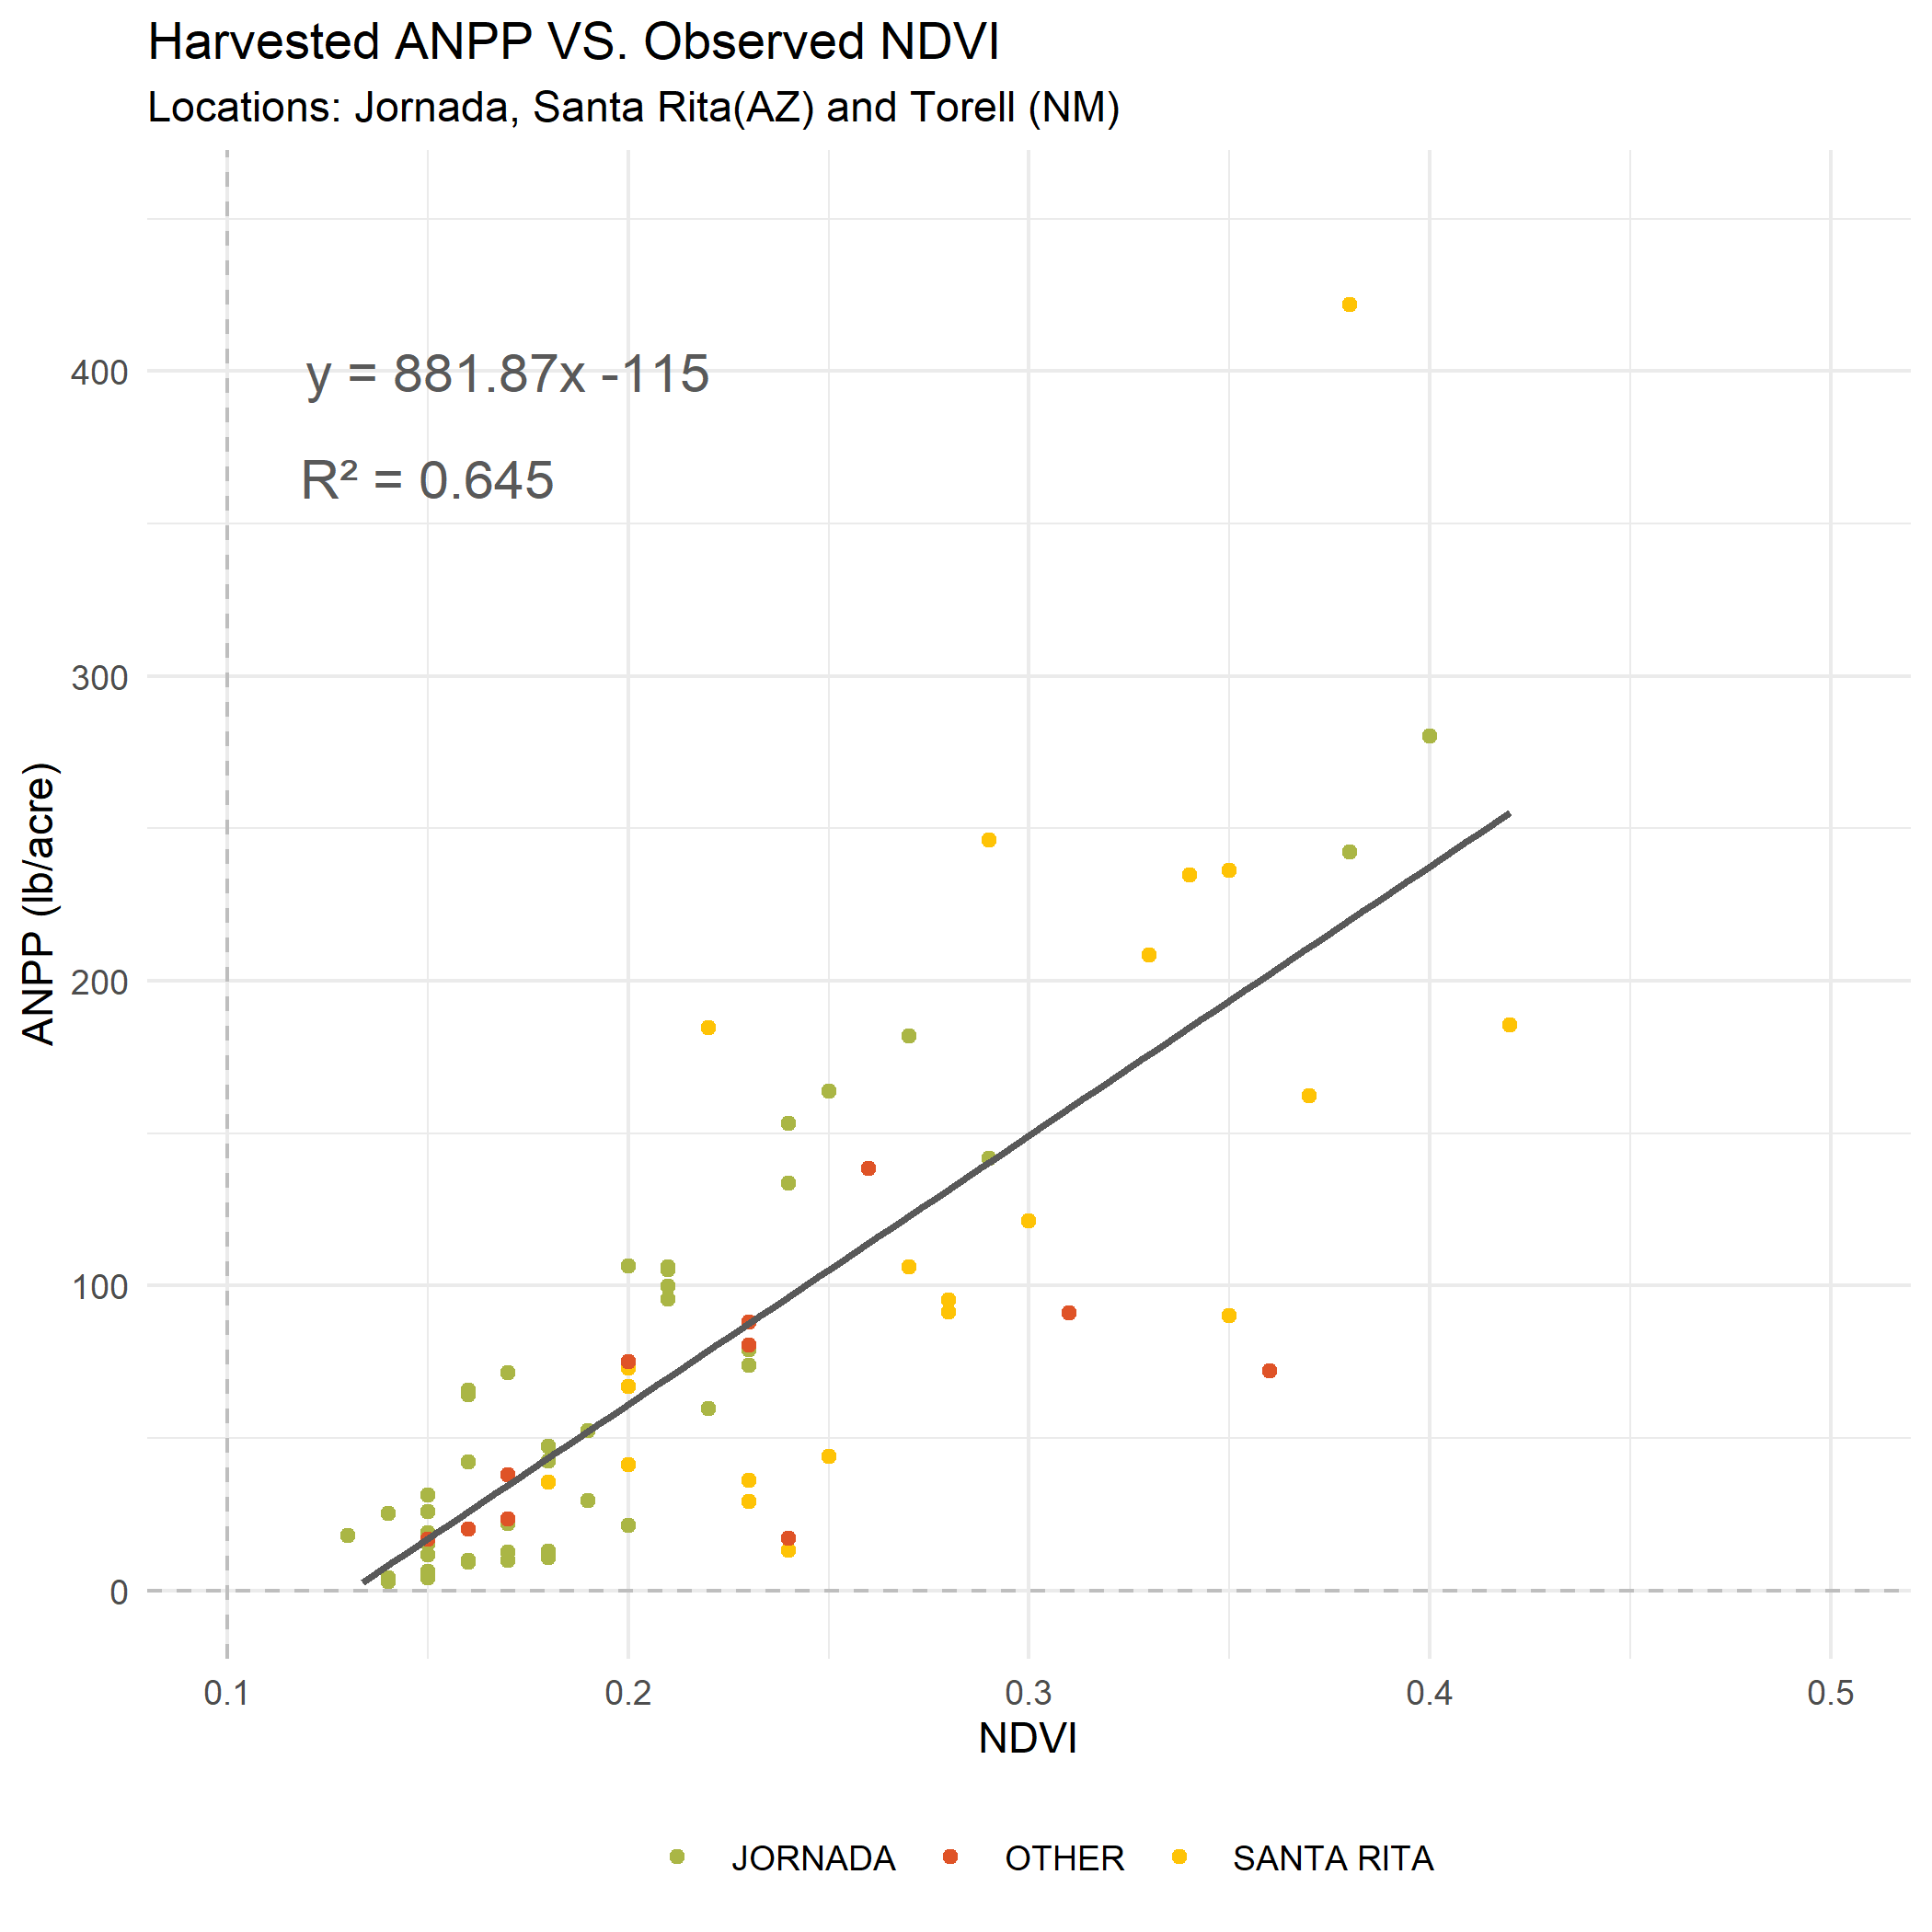 Harvested ANPP VS. Observed NDVI
Locations: Jornada, Santa Rita(AZ) and Torell (NM)
y = 881.87x -115
R² = 0.645
400
300
200
100
0
ANPP (lb/acre)
0.1 0.2 0.3 0.4 0.5
NDVI
JORNADA OTHER SANTA RITA